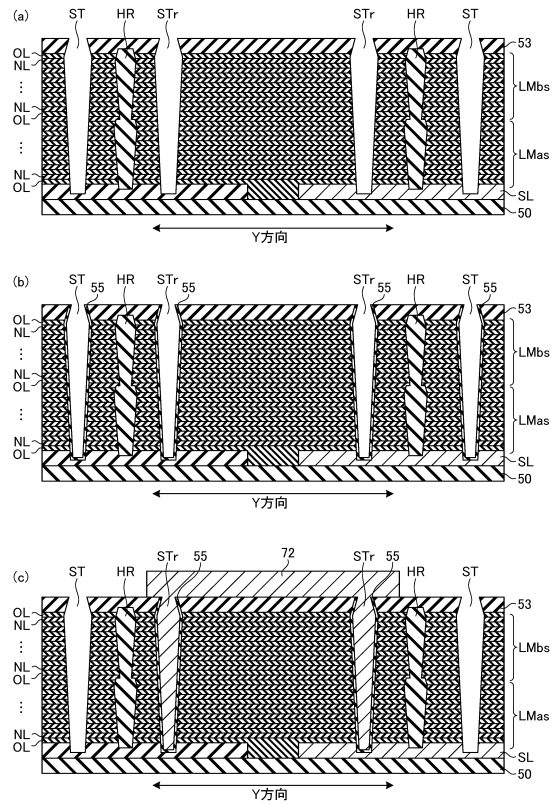 (a)
ST HR STr STr HR ST
OL
NL
⋮
NL
OL
⋮
NL
OL
53
LMbs
LMas
SL
50
Y方向
(b)
ST 55 HR STr 55 STr 55 HR ST 55
OL
NL
⋮
NL
OL
⋮
NL
OL
53
LMbs
LMas
SL
50
Y方向
(c)
ST HR STr 55 72 STr 55 HR ST
OL
NL
⋮
NL
OL
⋮
NL
OL
53
LMbs
LMas
SL
50
Y方向